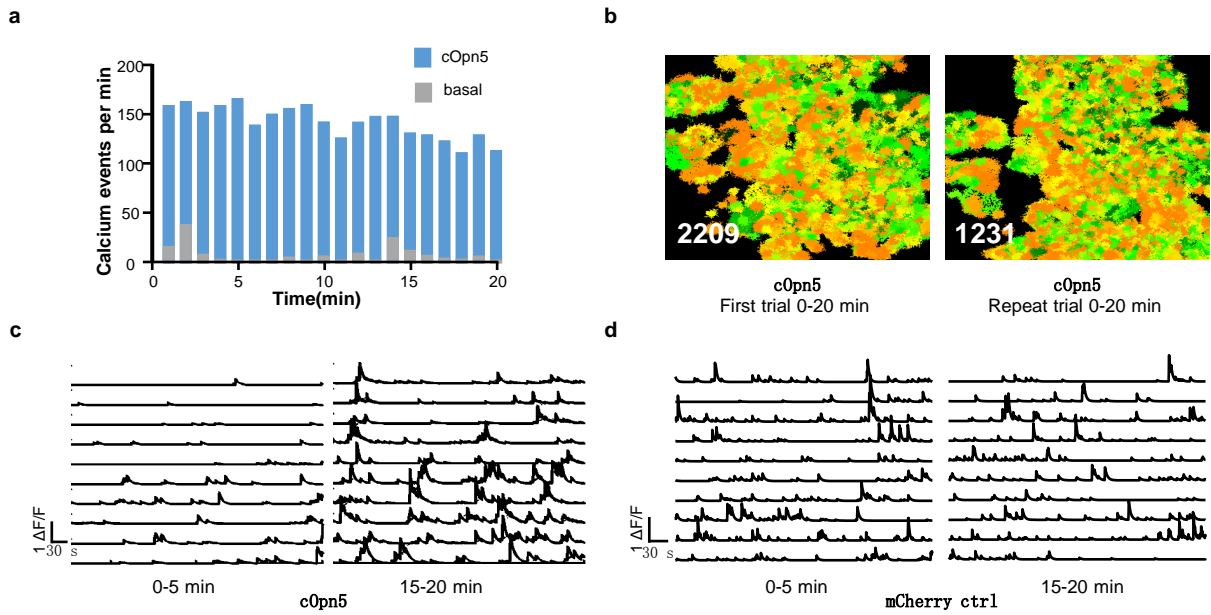 a
cOpn5
basal
Calcium events per min
200
150
100
50
0
0
5
10
15
20
Time(min)
b
2209
1231
cOpn5
First trial 0-20 min
cOpn5
Repeat trial 0-20 min
c
1 ΔF/F
30 s
0-5 min
15-20 min
cOpn5
d
1 ΔF/F
30 s
0-5 min
15-20 min
mCherry ctrl